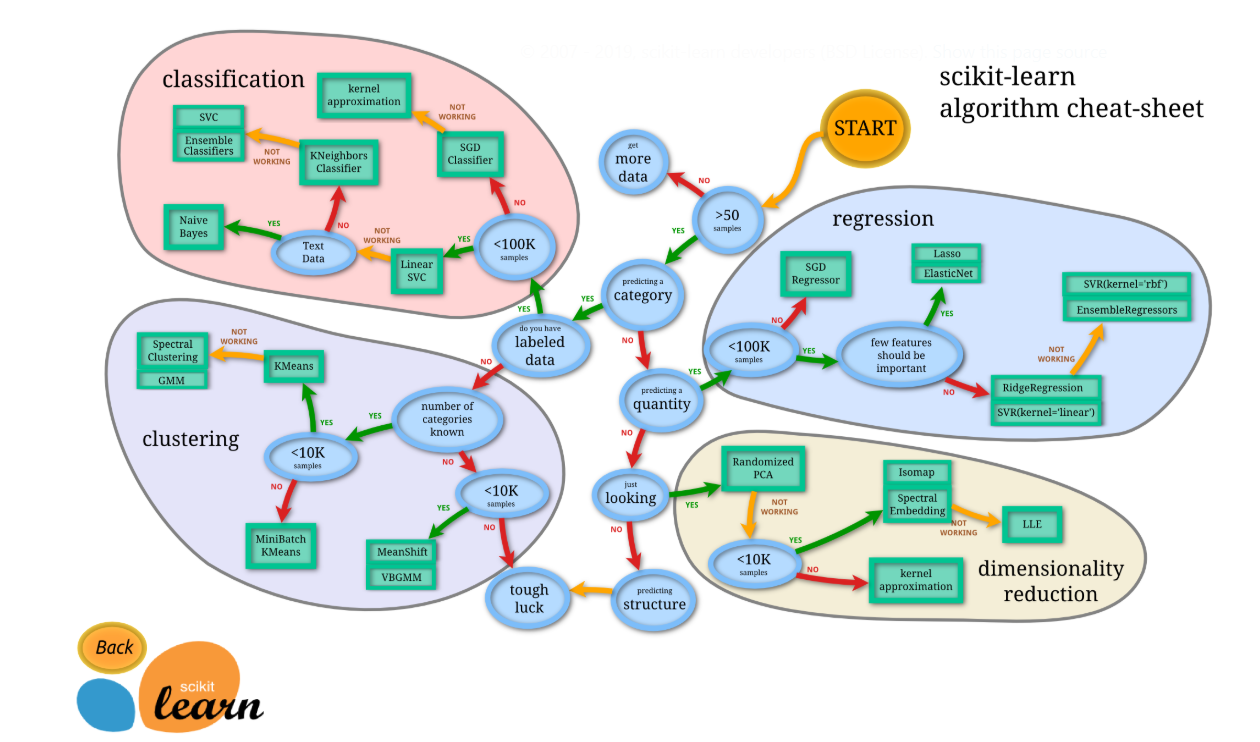 scikit-learn
algorithm cheat-sheet
START
get
more
data
NO
>50
samples
YES
predicting a
category
YES
NO
do you have
labeled
data
YES
NO
predicting a
quantity
YES
NO
just
looking
YES
NO
predicting
structure
tough
luck
classification
kernel
approximation
NOT
WORKING
SVC
Ensemble
Classifiers
NOT
WORKING
KNeighbors
Classifier
SGD
Classifier
NO
Naive
Bayes
YES
Text
Data
NO
NOT
WORKING
Linear
SVC
YES
<100K
samples
regression
SGD
Regressor
NO
<100K
samples
YES
few features
should be
important
YES
Lasso
ElasticNet
NO
SVR(kernel='rbf')
EnsembleRegressors
NOT
WORKING
RidgeRegression
SVR(kernel='linear')
clustering
Spectral
Clustering
GMM
NOT
WORKING
KMeans
YES
<10K
samples
YES
number of
categories
known
NO
NO
MiniBatch
KMeans
<10K
samples
YES
NO
MeanShift
VBGMM
dimensionality
reduction
Randomized
PCA
NOT
WORKING
<10K
samples
YES
NO
Isomap
Spectral
Embedding
NOT
WORKING
LLE
kernel
approximation
Back
scikit
learn